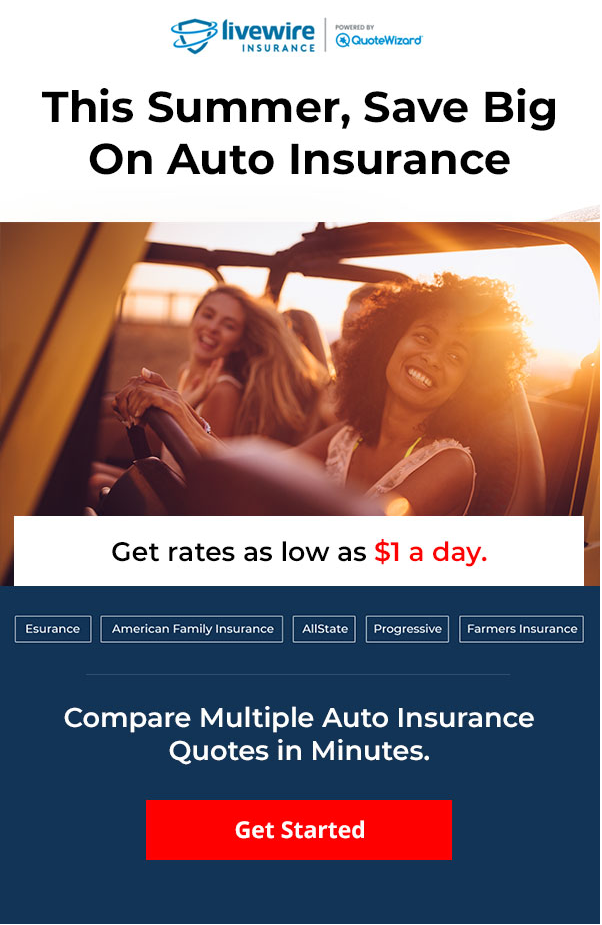 livewire
INSURANCE
POWERED BY
QuoteWizard
This Summer, Save Big
On Auto Insurance
Get rates as low as $1 a day.
Esurance American Family Insurance AllState Progressive Farmers Insurance
Compare Multiple Auto Insurance
Quotes in Minutes.
Get Started